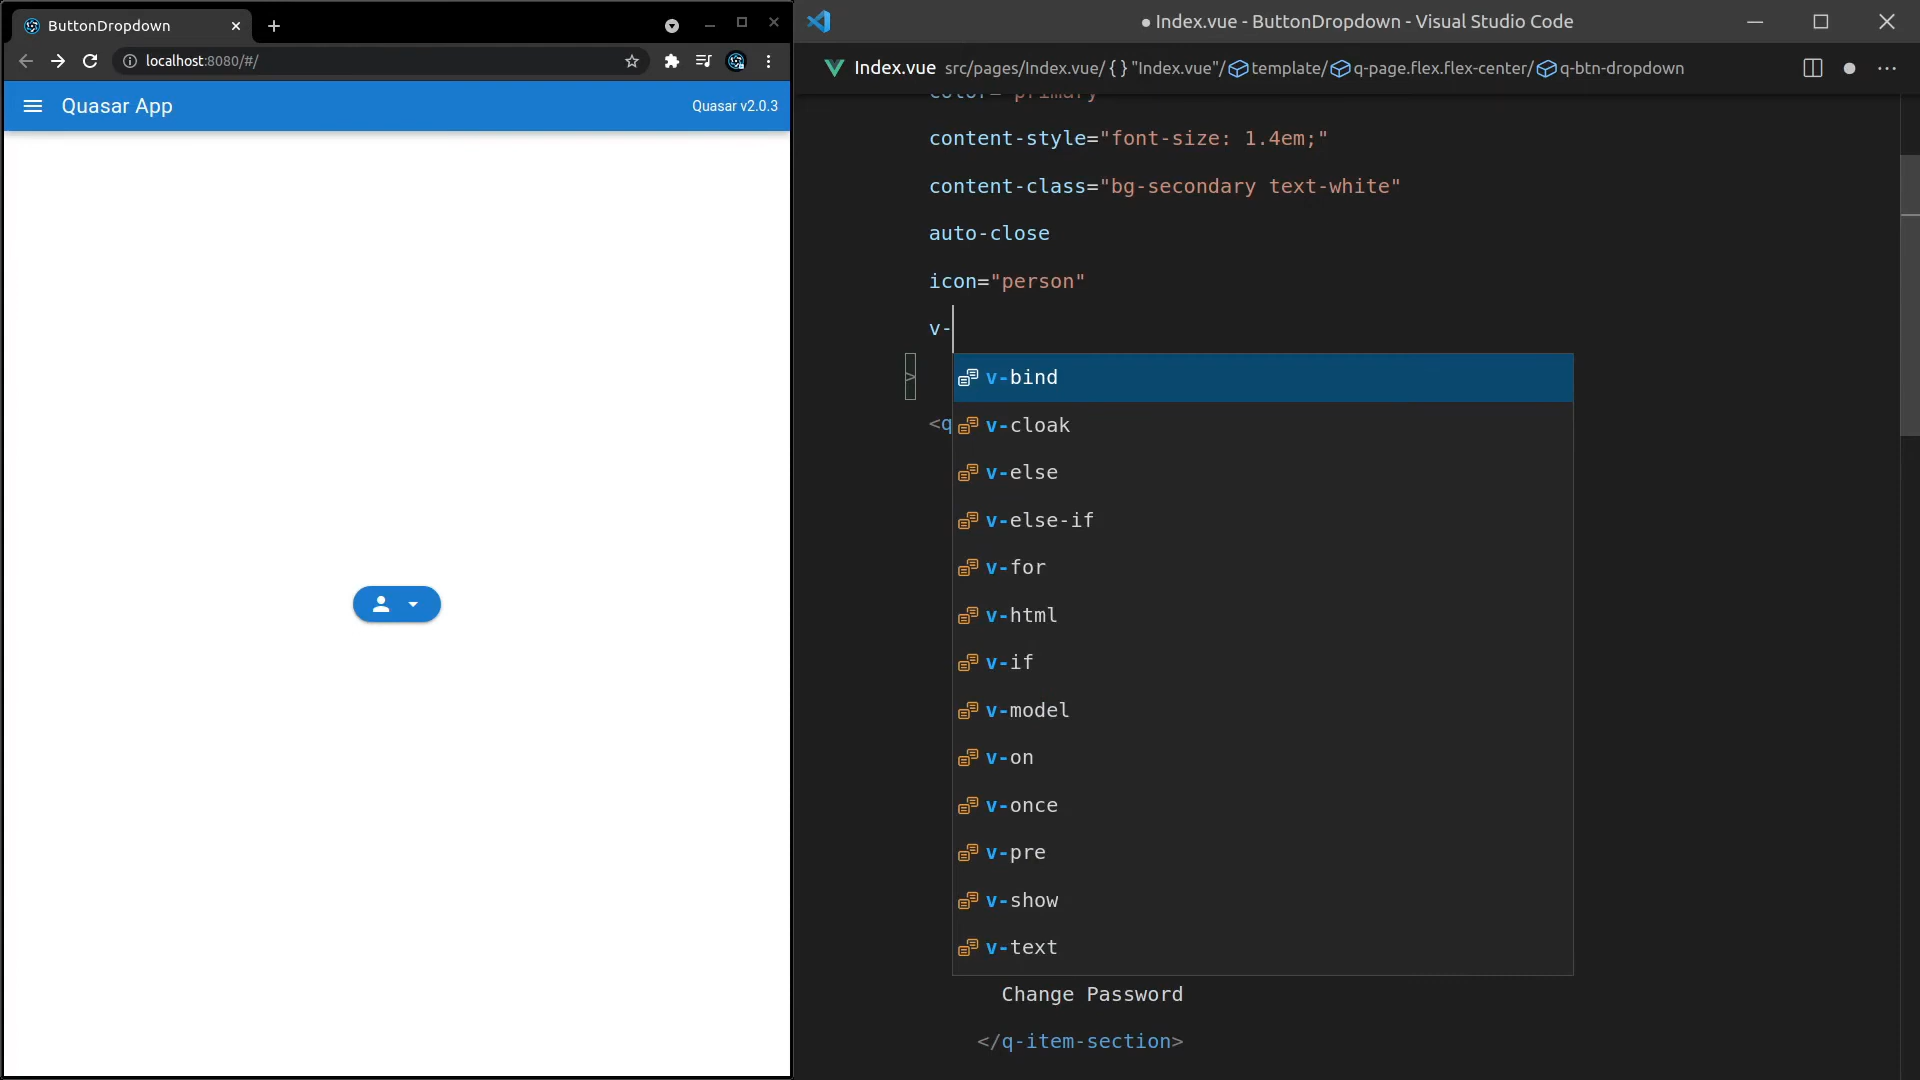 ButtonDropdown
localhost:8080/#/
Quasar App
Quasar v2.0.3
● Index.vue - ButtonDropdown - Visual Studio Code
Index.vue src/pages/Index.vue/ {} "Index.vue"/ template/ q-page.flex.flex-center/ q-btn-dropdown
color="primary"
content-style="font-size: 1.4em;"
content-class="bg-secondary text-white"
auto-close
icon="person"
v-
>
v-bind
<q
v-cloak
v-else
v-else-if
v-for
v-html
v-if
v-model
v-on
v-once
v-pre
v-show
v-text
Change Password
</q-item-section>